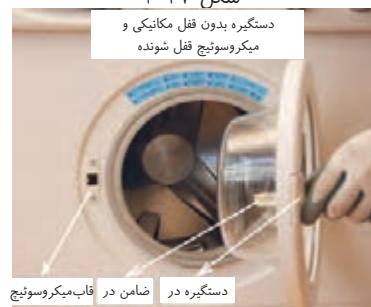 دستگیره بدون قفل مکانیکی و
میکروسوئیچ قفل شونده
دستگیره در
ضامن در
قاب‌میکروسوئیچ